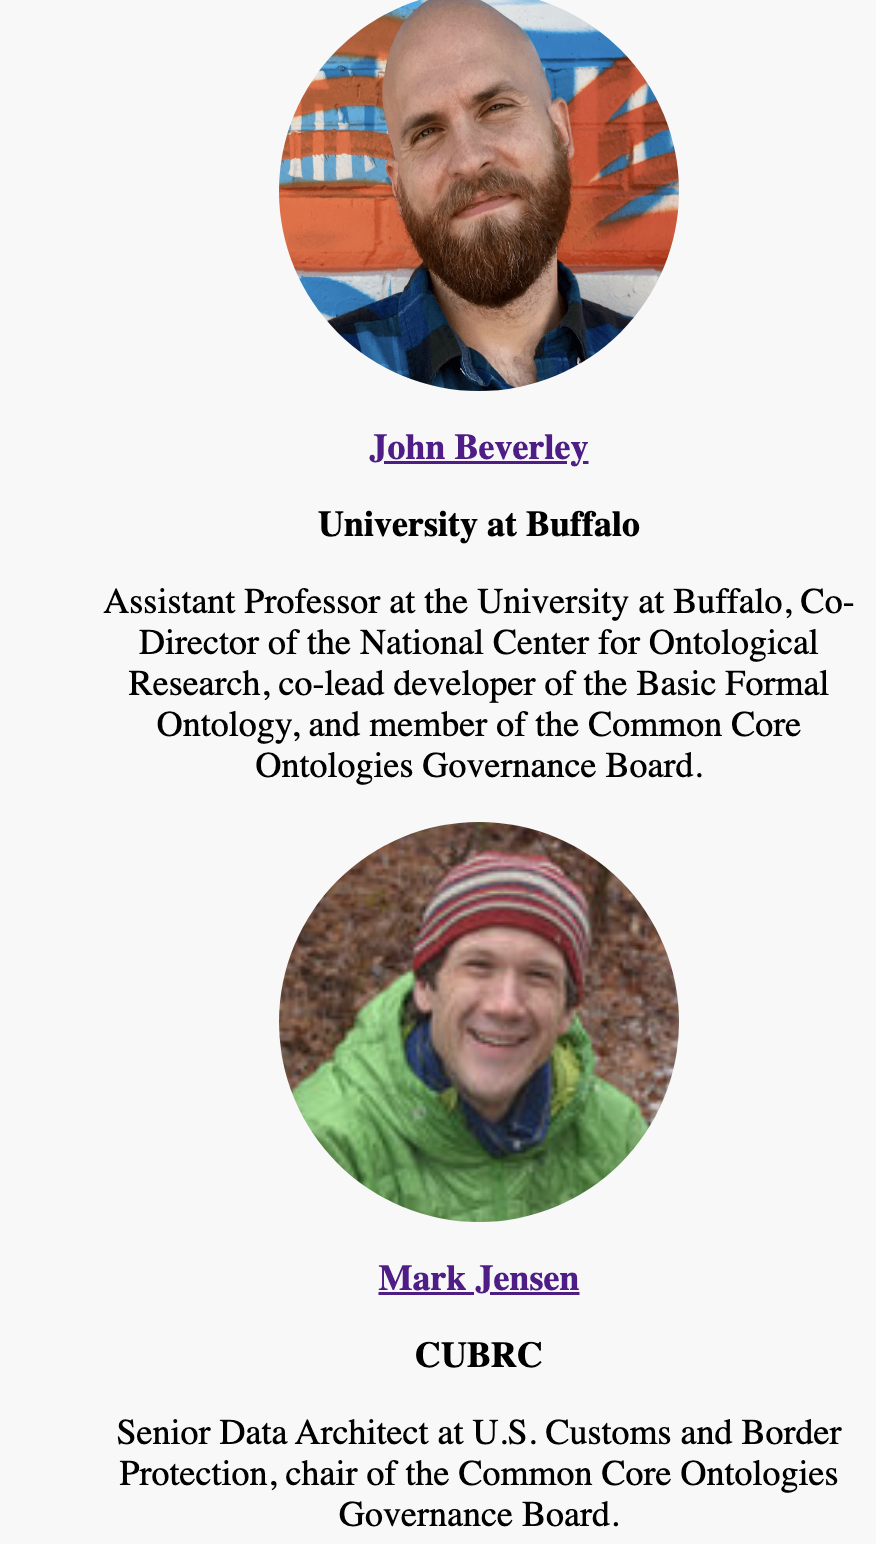 John Beverley
University at Buffalo
Assistant Professor at the University at Buffalo, Co-
Director of the National Center for Ontological
Research, co-lead developer of the Basic Formal
Ontology, and member of the Common Core
Ontologies Governance Board.
Mark Jensen
CUBRC
Senior Data Architect at U.S. Customs and Border
Protection, chair of the Common Core Ontologies
Governance Board.